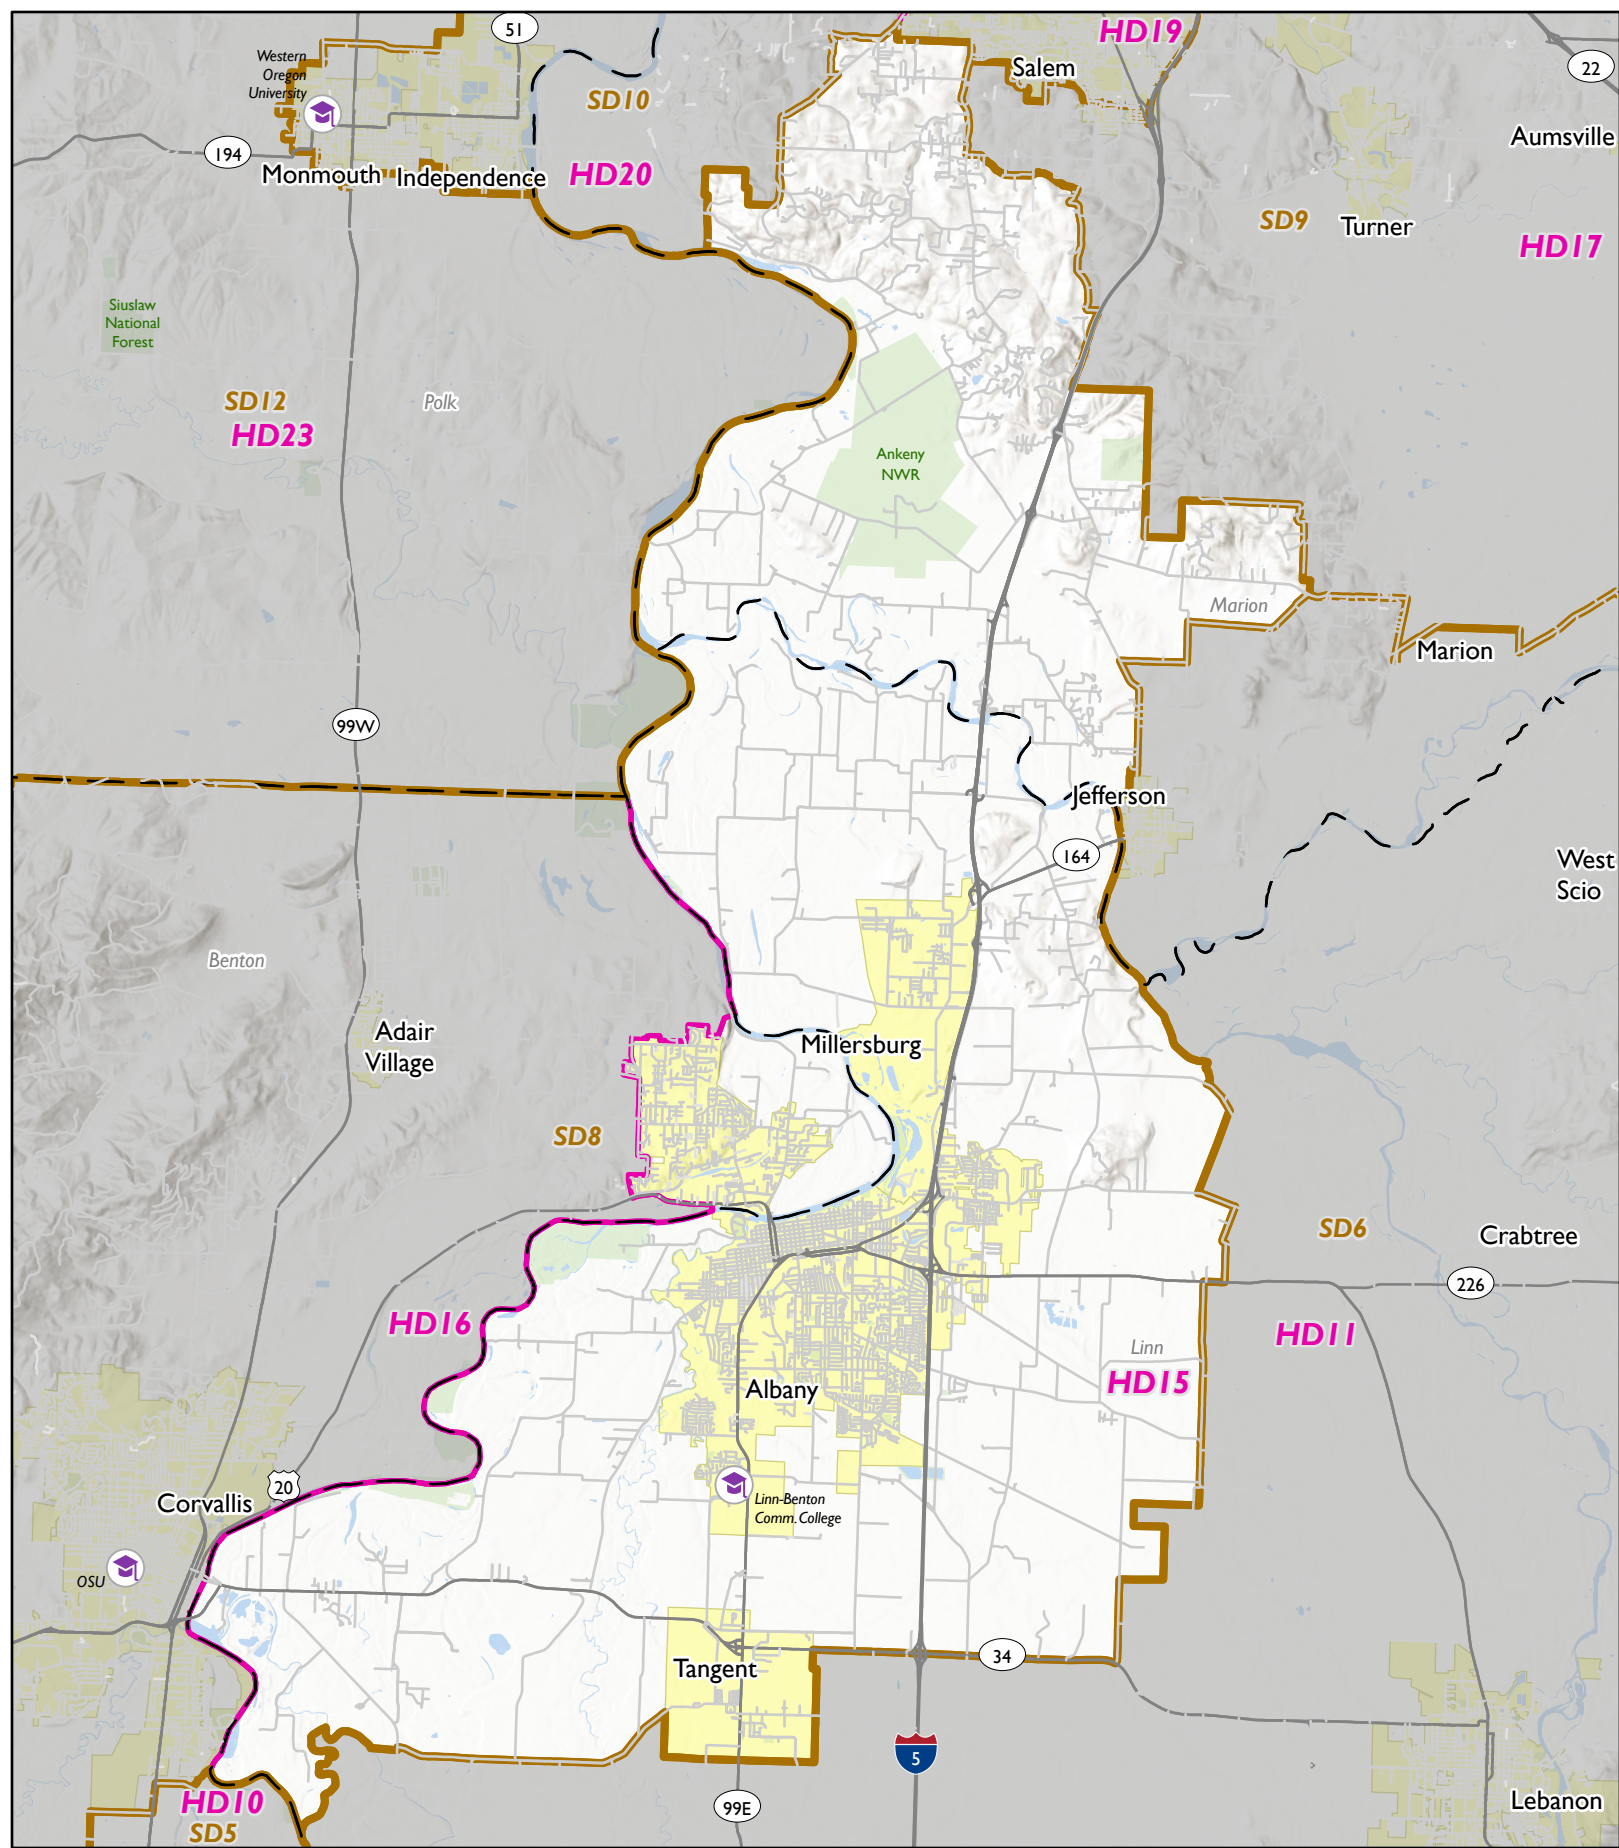 51
HD19
Western
Oregon
University
Salem
22
SD10
Aumsville
194
Monmouth
Independence
HD20
SD9
Turner
HD17
Siuslaw
National
Forest
SD12
HD23
Polk
Ankeny
NWR
Marion
Marion
99W
Jefferson
164
West
Scio
Benton
Adair
Village
Millersburg
SD8
SD6
Crabtree
226
HD16
HD11
Linn
HD15
Albany
20
Corvallis
Linn-Benton
Comm. College
OSU
34
Tangent
5
HD10
SD5
99E
Lebanon